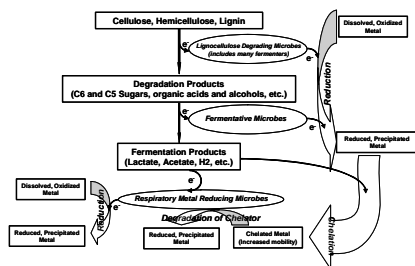 Cellulose, Hemicellulose, Lignin
Dissolved, Oxidized
Metal
e-
Lignocellulose Degrading Microbes
(includes many fermenters)
e-
Reduction
Degradation Products
(C6 and C5 Sugars, organic acids and alcohols, etc.)
e-
Fermentative Microbes
e-
Reduced, Precipitated
Metal
Fermentation Products
(Lactate, Acetate, H2, etc.)
e-
Dissolved, Oxidized
Metal
Reduction
e-
Respiratory Metal Reducing Microbes
Degradation of Chelator
Chelation
Reduced, Precipitated
Metal
Reduced, Precipitated
Metal
Chelated Metal
(Increased mobility)